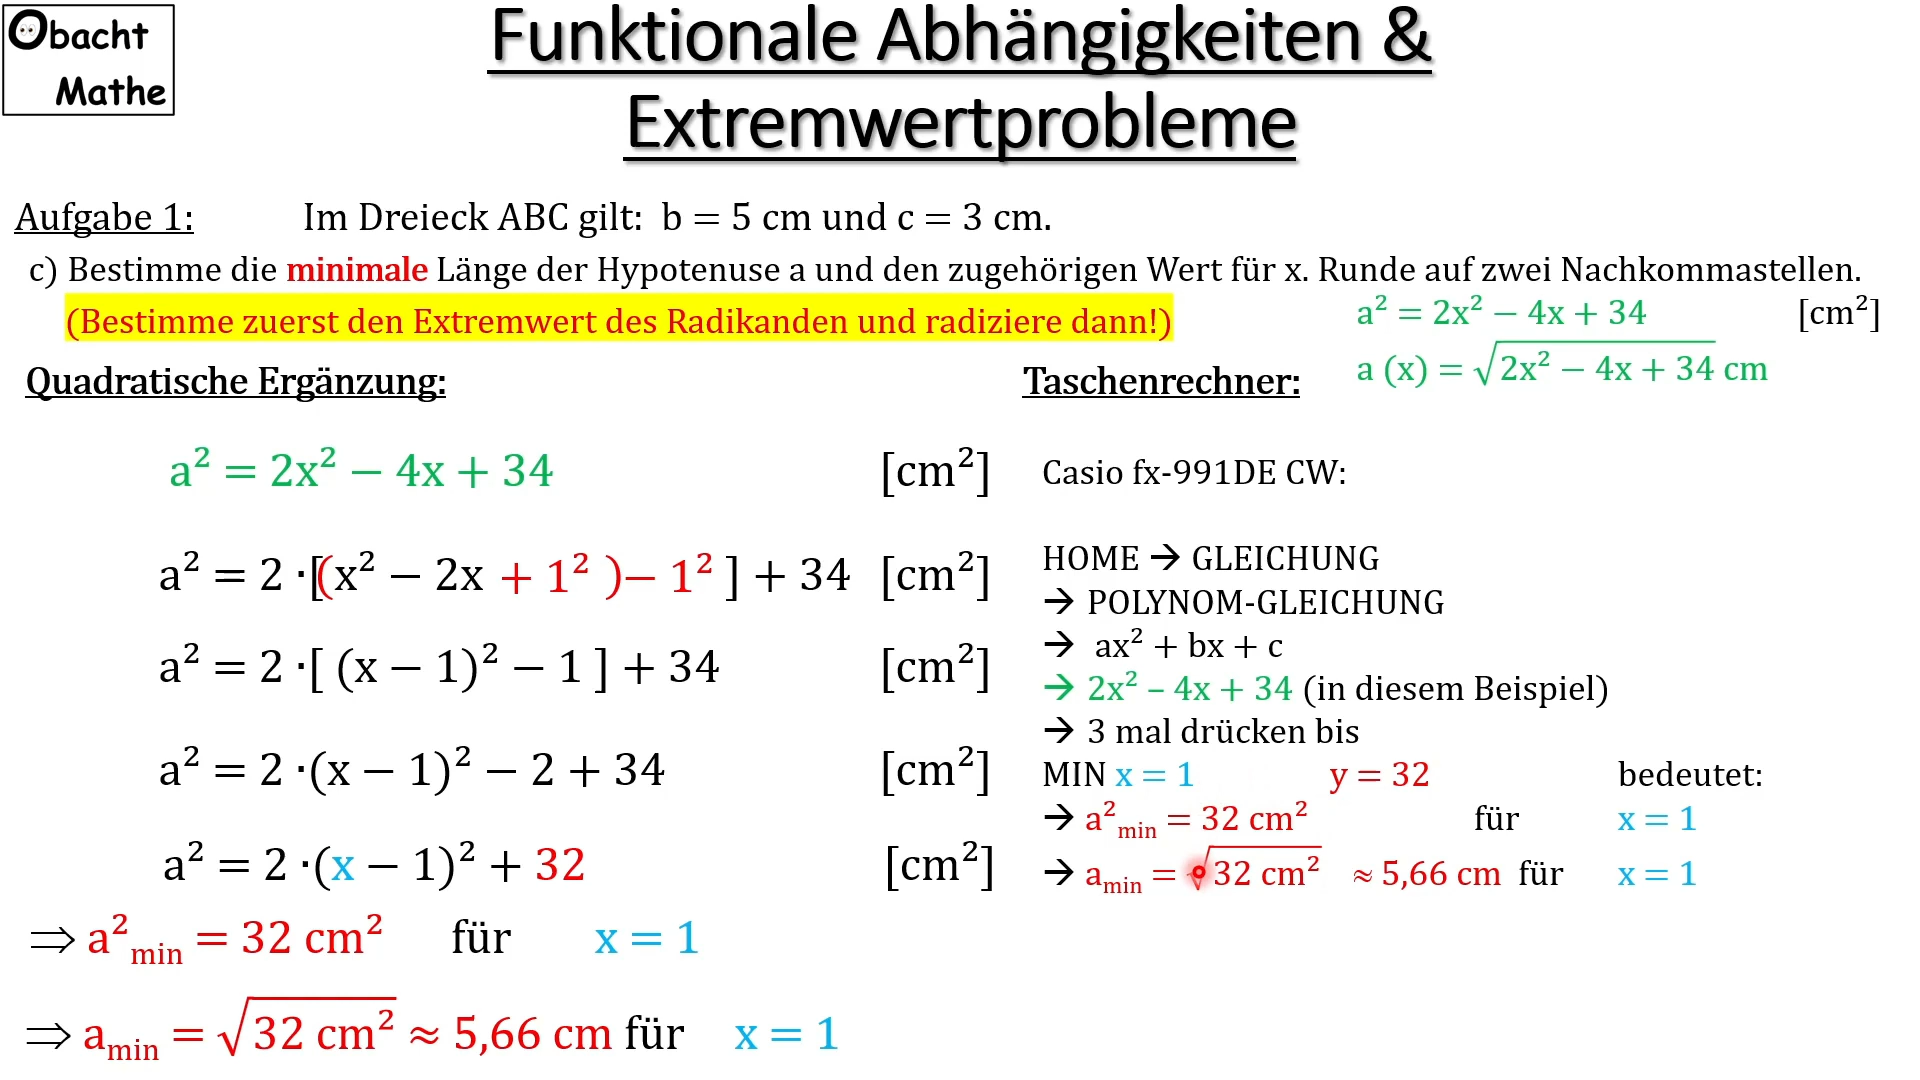 Obacht
Mathe
Funktionale Abhängigkeiten &
Extremwertprobleme
Aufgabe 1: Im Dreieck ABC gilt: b = 5 cm und c = 3 cm.
c) Bestimme die minimale Länge der Hypotenuse a und den zugehörigen Wert für x. Runde auf zwei Nachkommastellen.
(Bestimme zuerst den Extremwert des Radikanden und radiziere dann!)
a² = 2x² − 4x + 34 [cm²]
a (x) = √2x² − 4x + 34 cm
Quadratische Ergänzung:
a² = 2x² − 4x + 34 [cm²]
a² = 2 ·[(x² − 2x + 1² )− 1² ] + 34 [cm²]
a² = 2 ·[ (x − 1)² − 1 ] + 34 [cm²]
a² = 2 ·(x − 1)² − 2 + 34 [cm²]
a² = 2 ·(x − 1)² + 32 [cm²]
⇒ a²min = 32 cm² für x = 1
⇒ amin = √32 cm² ≈ 5,66 cm für x = 1
Taschenrechner:
Casio fx-991DE CW:
HOME → GLEICHUNG
→ POLYNOM-GLEICHUNG
→ ax² + bx + c
→ 2x² – 4x + 34 (in diesem Beispiel)
→ 3 mal drücken bis
MIN x = 1 y = 32 bedeutet:
→ a²min = 32 cm² für x = 1
→ amin = √32 cm² ≈ 5,66 cm für x = 1